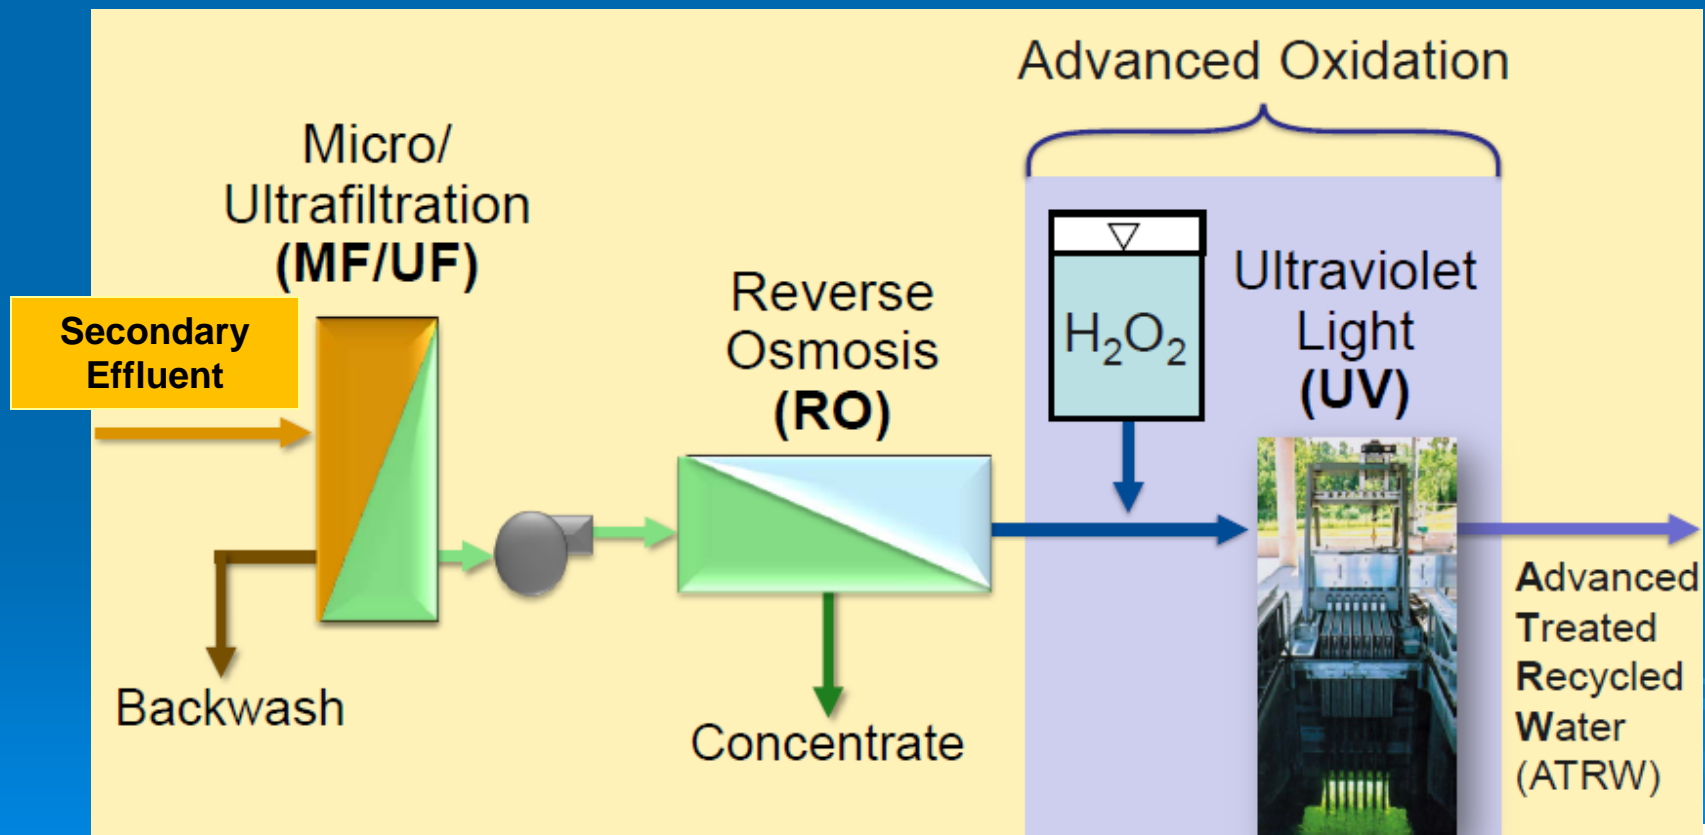 Advanced Oxidation
Micro/
Ultrafiltration
(MF/UF)
Secondary
Effluent
Reverse
Osmosis
(RO)
H₂O₂
Ultraviolet
Light
(UV)
Backwash
Concentrate
Advanced
Treated
Recycled
Water
(ATRW)